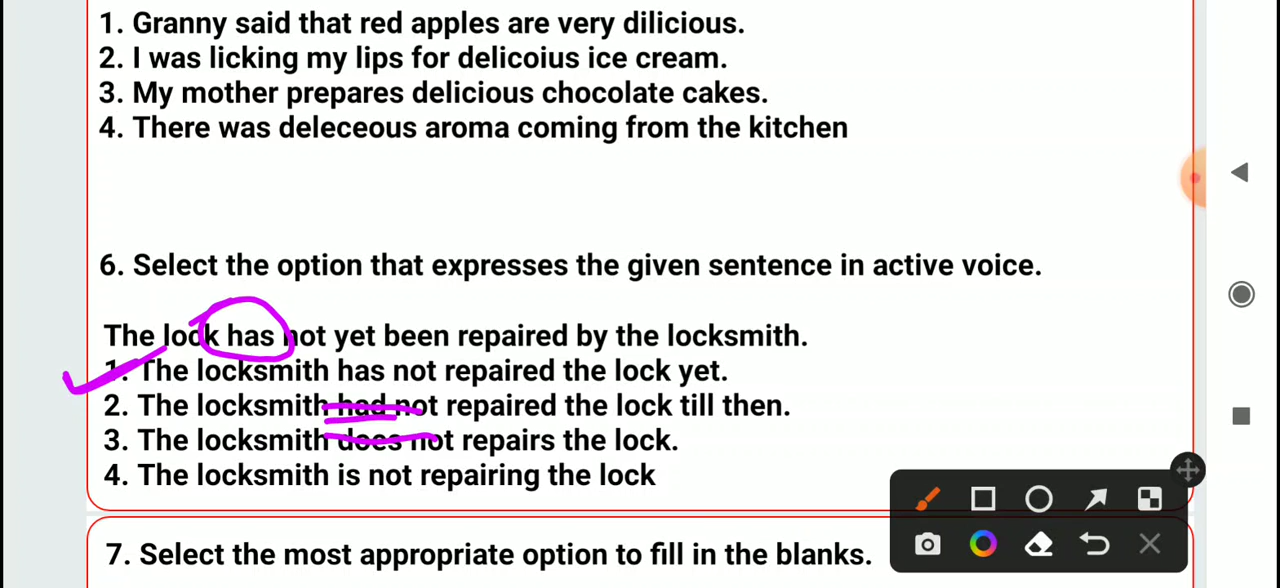 1. Granny said that red apples are very dilicious.
2. I was licking my lips for delicoius ice cream.
3. My mother prepares delicious chocolate cakes.
4. There was deleceous aroma coming from the kitchen
6. Select the option that expresses the given sentence in active voice.
The lock has not yet been repaired by the locksmith.
1. The locksmith has not repaired the lock yet.
2. The locksmith had not repaired the lock till then.
3. The locksmith does not repairs the lock.
4. The locksmith is not repairing the lock
7. Select the most appropriate option to fill in the blanks.